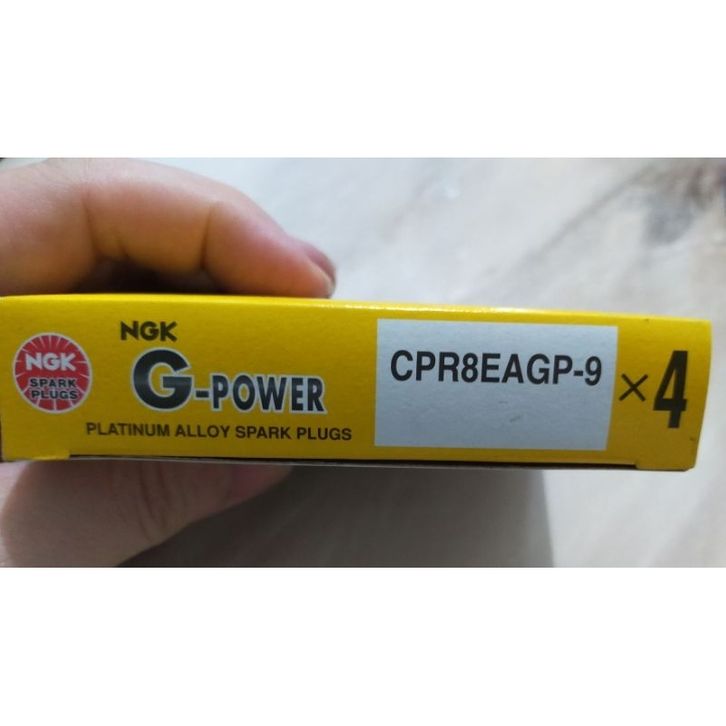 NGK
SPARK
PLUGS
NGK
G-POWER
PLATINUM ALLOY SPARK PLUGS
CPR8EAGP-9
×4